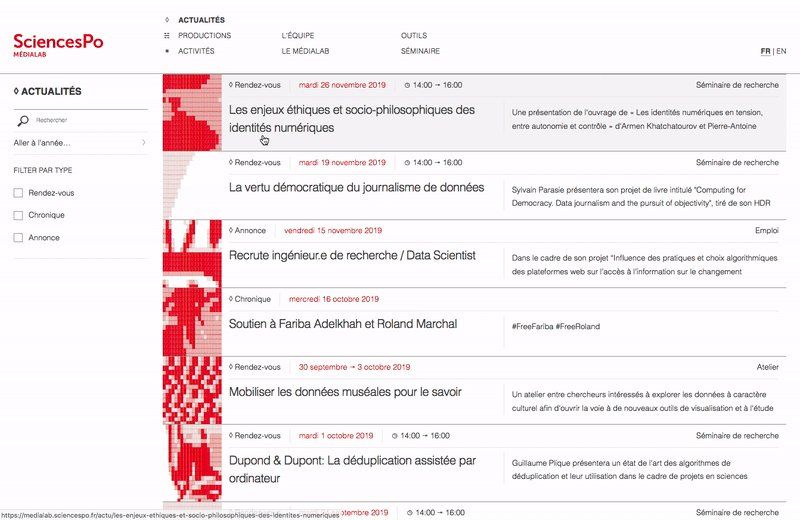 SciencesPo
MÉDIALAB
◊ ACTUALITÉS
PRODUCTIONS
ACTIVITÉS
L'ÉQUIPE
LE MÉDIALAB
OUTILS
SÉMINAIRE
FR | EN
◊ ACTUALITÉS
Rechercher
Aller à l'année...
FILTER PAR TYPE
Rendez-vous
Chronique
Annonce
◊ Rendez-vous mardi 26 novembre 2019 14:00 → 16:00 Séminaire de recherche
Les enjeux éthiques et socio-philosophiques des
identités numériques
Une présentation de l'ouvrage de « Les identités numériques en tension,
entre autonomie et contrôle » d'Armen Khatchatourov et Pierre-Antoine
◊ Rendez-vous mardi 19 novembre 2019 14:00 → 16:00 Séminaire de recherche
La vertu démocratique du journalisme de données
Sylvain Parasie présentera son projet de livre intitulé "Computing for
Democracy. Data journalism and the pursuit of objectivity", tiré de son HDR
◊ Annonce vendredi 15 novembre 2019 Emploi
Recrute ingénieur.e de recherche / Data Scientist
Dans le cadre de son projet "Influence des pratiques et choix algorithmiques
des plateformes web sur l'accès à l'information sur le changement
◊ Chronique mercredi 16 octobre 2019
Soutien à Fariba Adelkhah et Roland Marchal
#FreeFariba #FreeRoland
◊ Rendez-vous 30 septembre → 3 octobre 2019 Atelier
Mobiliser les données muséales pour le savoir
Un atelier entre chercheurs intéressés à explorer les données à caractère
culturel afin d'ouvrir la voie à de nouveaux outils de visualisation et à l'étude
◊ Rendez-vous mardi 1 octobre 2019 14:00 → 16:00 Séminaire de recherche
Dupond & Dupont: La déduplication assistée par
ordinateur
Guillaume Plique présentera un état de l'art des algorithmes de
déduplication et leur utilisation dans le cadre de projets en sciences
https://medialab.sciencespo.fr/actu/les-enjeux-ethiques-et-socio-philosophiques-des-identites-numeriques
septembre 2019 14:00 → 16:00 Séminaire de recherche